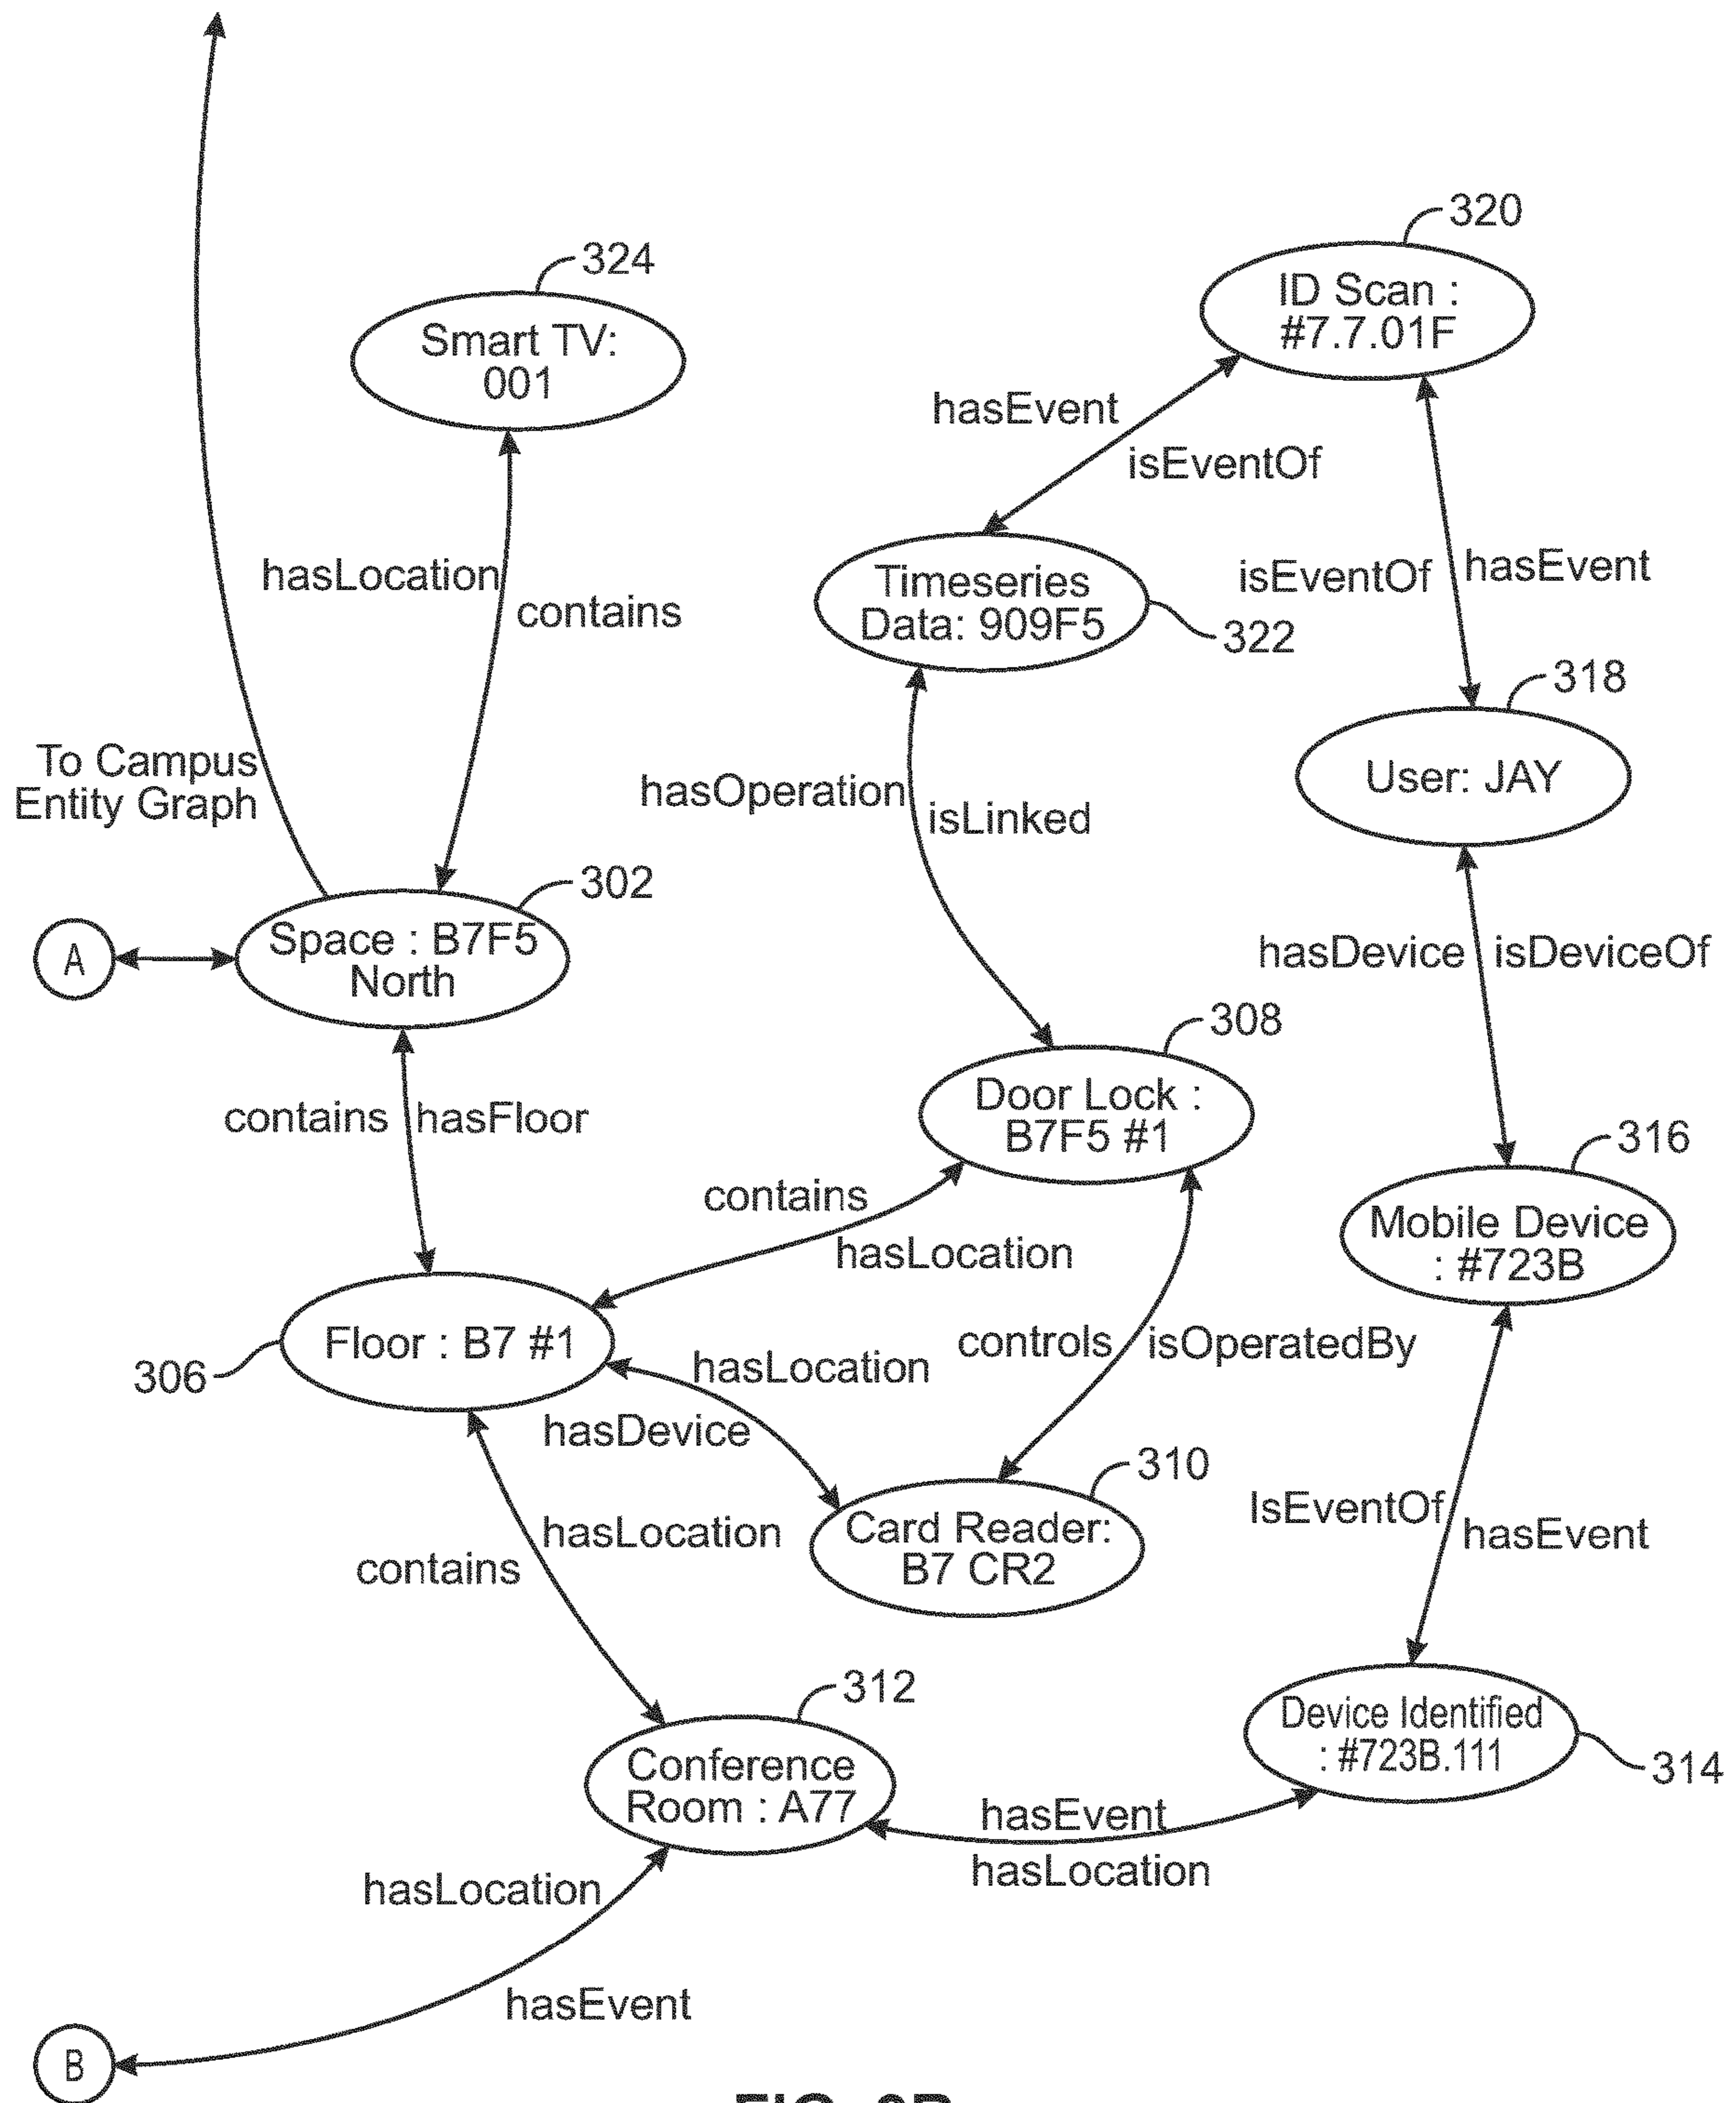 320
ID Scan :
#7.7.01F
324
Smart TV:
001
hasEvent
isEventOf
hasLocation
contains
Timeseries
Data: 909F5
322
isEventOf
hasEvent
318
User: JAY
To Campus
Entity Graph
hasOperation
isLinked
302
Space : B7F5
North
A
hasDevice
isDeviceOf
308
Door Lock :
B7F5 #1
contains
hasFloor
316
Mobile Device
: #723B
contains
hasLocation
Floor : B7 #1
306
hasLocation
hasDevice
controls
isOperatedBy
310
Card Reader:
B7 CR2
IsEventOf
hasEvent
hasLocation
contains
312
Conference
Room : A77
Device Identified
: #723B.111
314
hasEvent
hasLocation
hasLocation
hasEvent
B